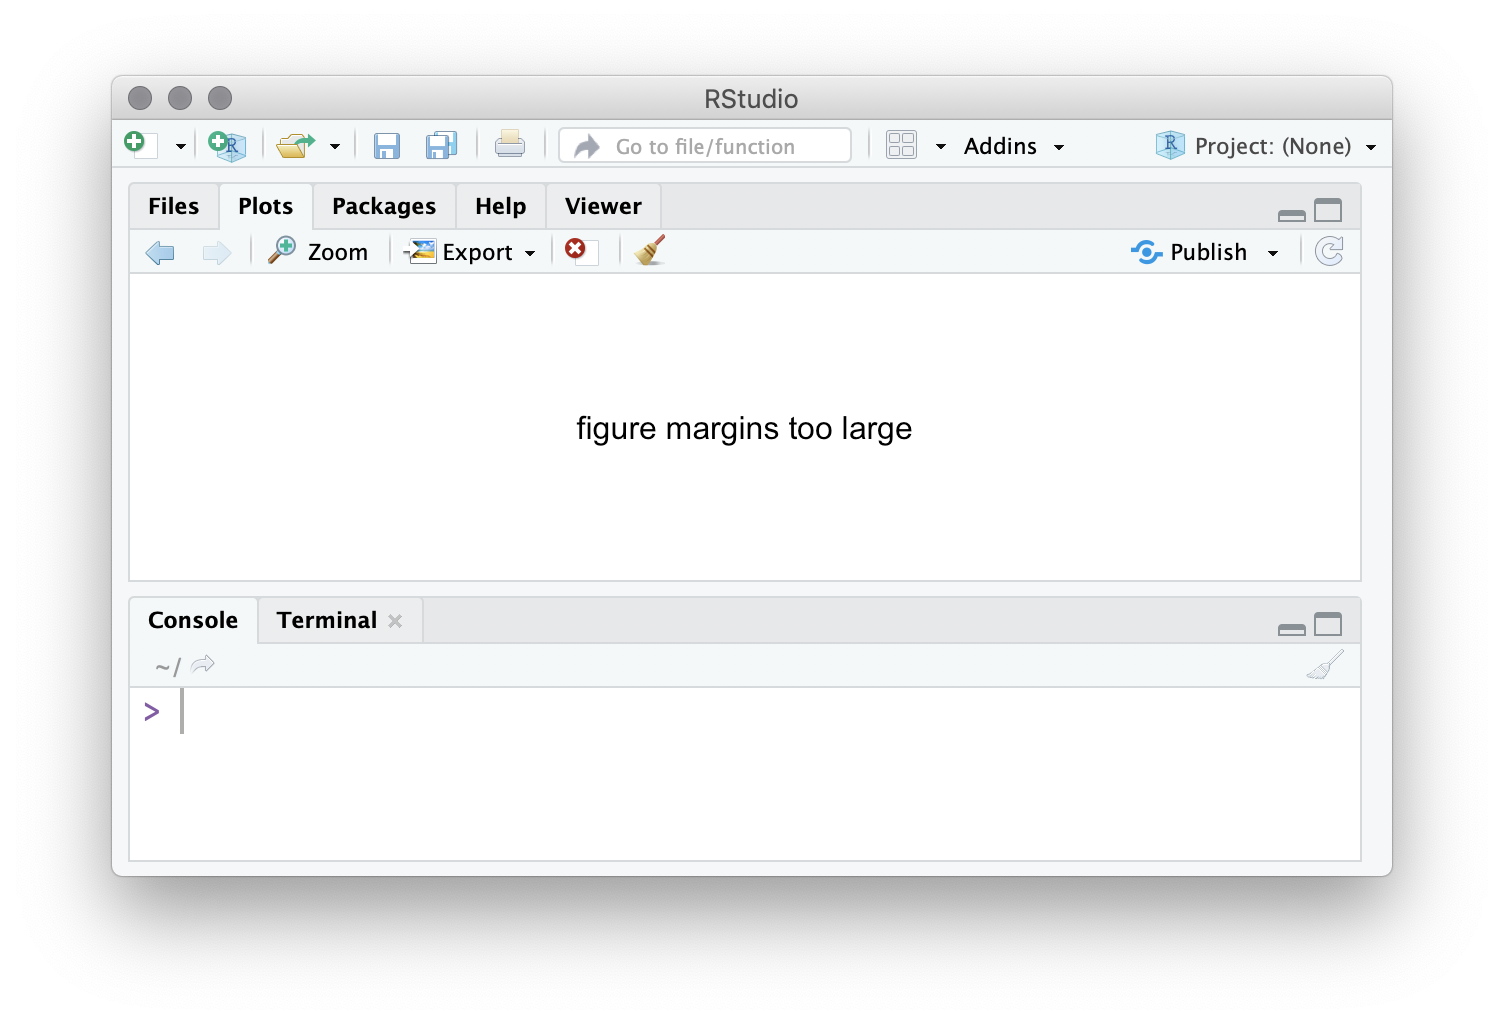 RStudio
Go to file/function Addins R Project: (None)
Files Plots Packages Help Viewer
Zoom Export Publish
figure margins too large
Console Terminal
~/
>